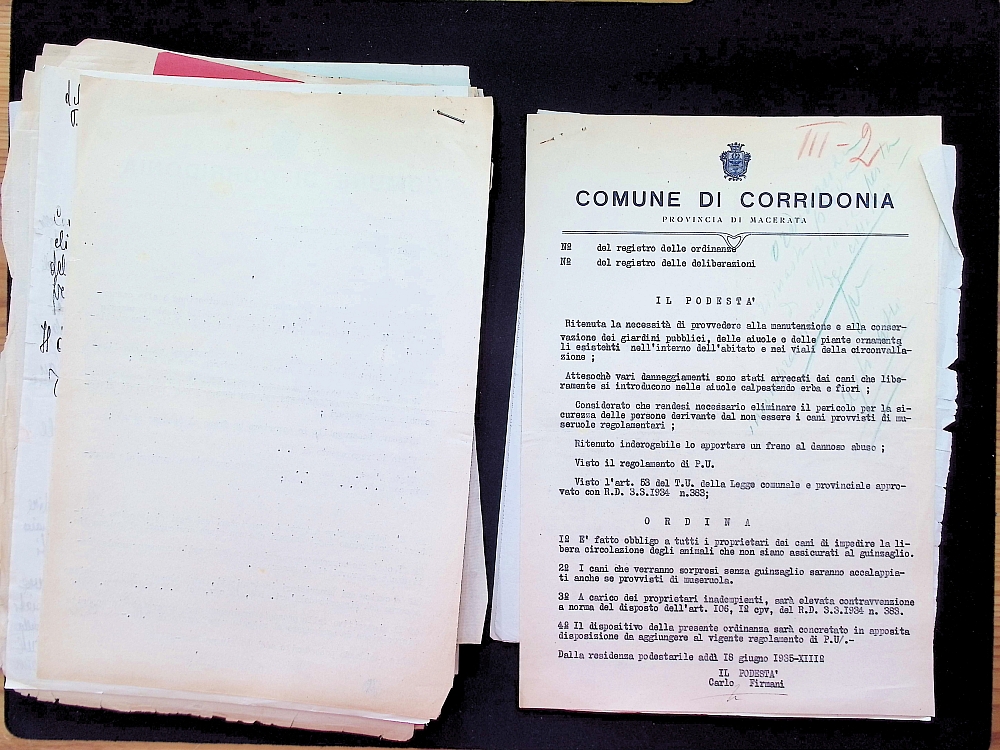 III-2
COMUNE DI CORRIDONIA
PROVINCIA DI MACERATA
Nº del registro delle ordinanze
Nº del registro delle deliberazioni
IL PODESTA'
Ritenuta la necessità di provvedere alla manutenzione e alla conser-
vazione dei giardini pubblici, delle aiuole e delle piante ornamenta
li esistehti nell'interno dell'abitato e nei viali della circonvalla-
zione ;
Attesochè vari danneggiamenti sono stati arrecati dai cani che libe-
ramente si introducono nelle aiuole calpestando erba e fiori ;
Considerato che rendesi necessario eliminare il pericolo per la si-
curezza delle persone derivante dal non essere i cani provvisti di mu-
seruole regolamentari ;
Ritenuto inderogabile lo apportare un freno al dannoso abuso ;
Visto il regolamento di P.U.
Visto l'art. 53 del T.U. della Legge comunale e provinciale appro-
vato con R.D. 3.3.I934 n.383;
ORDINA
Iº E' fatto obbligo a tutti i proprietari dei cani di impedire la li-
bera circolazione degli animali che non siano assicurati al guinzaglio.
2º I cani che verranno sorpresi senza guinzaglio saranno accalappia-
ti anche se provvisti di museruola.
3º A carico dei proprietari inadempienti, sarà elevata contravvenzione
a norma del disposto dell'art. I06, Iº cpv, del R.D. 3.3.I934 n. 383.
4º Il dispositivo della presente ordinanza sarà concretato in apposita
disposizione da aggiungere al vigente regolamento di P.U/.-
Dalla residenza podestarile addì I8 giugno I935-XIIIº
IL PODESTA'
Carlo Firmani